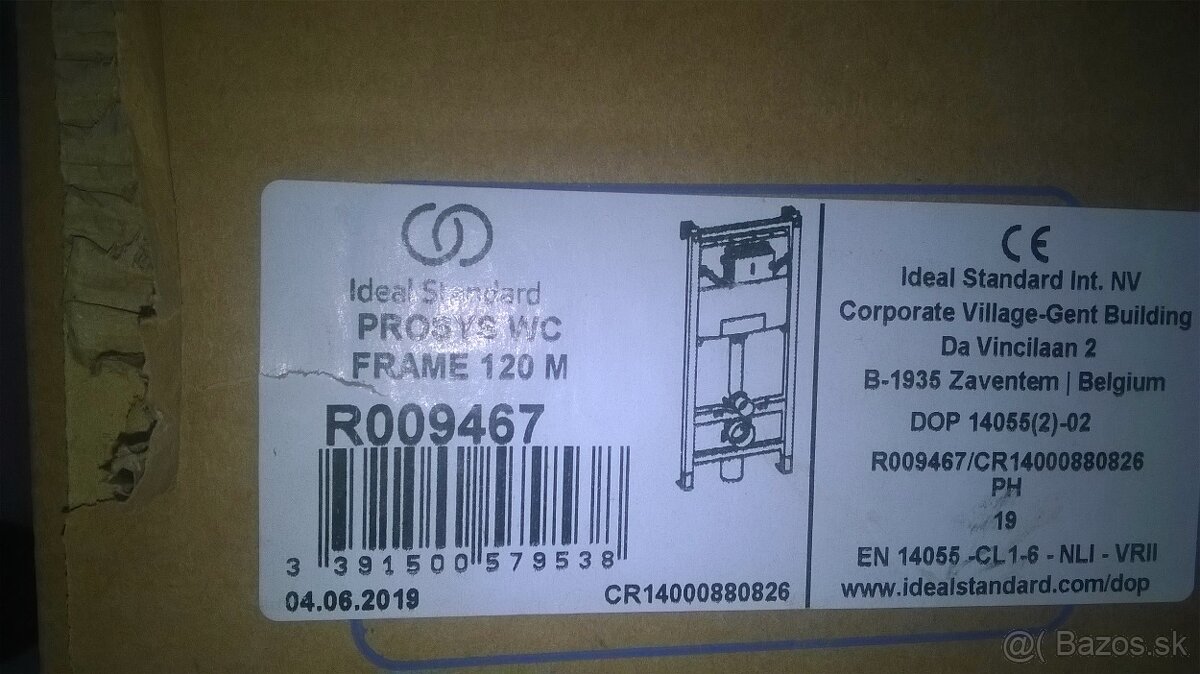 Ideal Standard
PROSYS WC
FRAME 120 M
R009467
3 391500 579538
04.06.2019
CR14000880826
CE
Ideal Standard Int. NV
Corporate Village-Gent Building
Da Vincilaan 2
B-1935 Zaventem | Belgium
DOP 14055(2)-02
R009467/CR14000880826
PH
19
EN 14055 -CL1-6 - NLI - VRII
www.idealstandard.com/dop
@( Bazos.sk